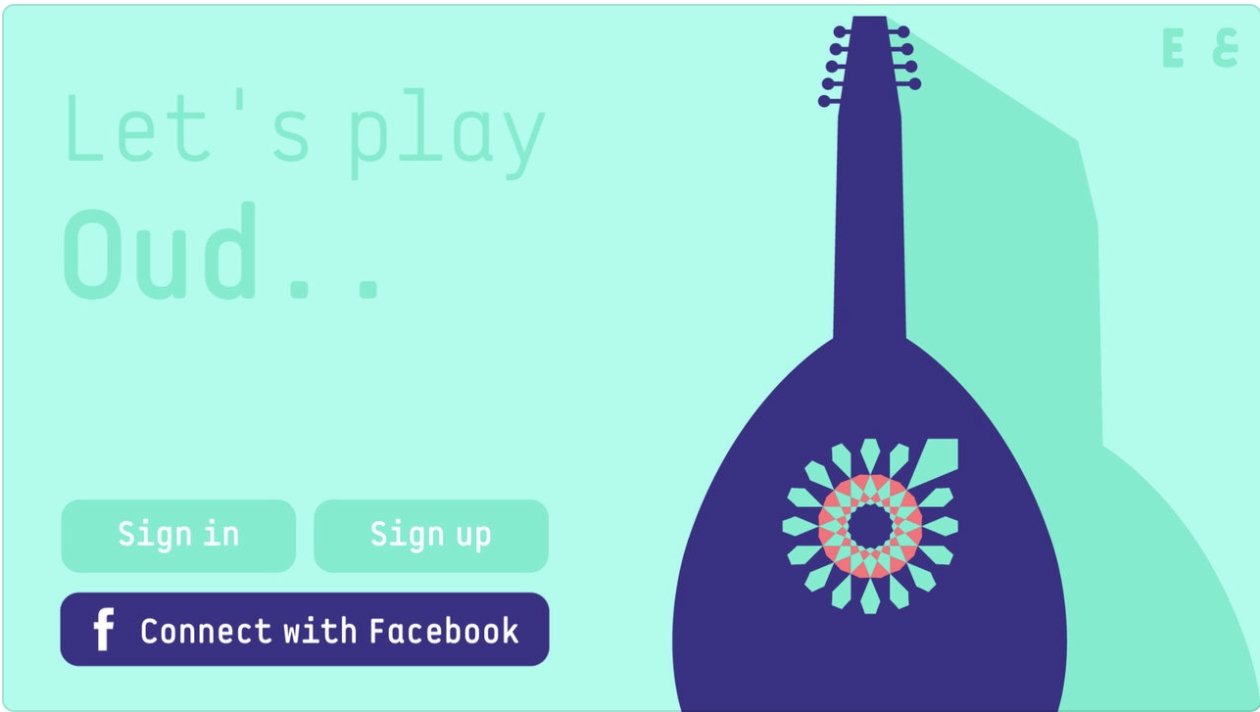 E ع
Let's play
Oud..
Sign in Sign up
f Connect with Facebook